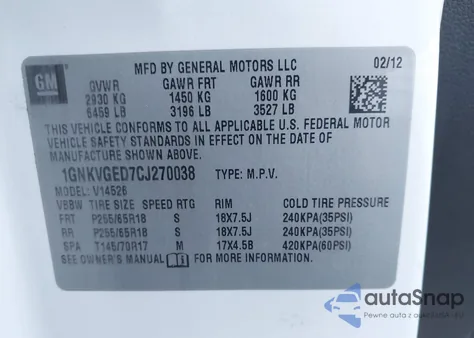 MFD BY GENERAL MOTORS LLC 02/12
GM GVWR GAWR FRT GAWR RR
2930 KG 1450 KG 1600 KG
6459 LB 3196 LB 3527 LB
THIS VEHICLE CONFORMS TO ALL APPLICABLE U.S. FEDERAL MOTOR
VEHICLE SAFETY STANDARDS IN EFFECT ON THE DATE OF
MANUFACTURE SHOWN ABOVE.
1GNKVGED7CJ270038 TYPE: M.P.V.
MODEL: V14526
VBBW TIRE SIZE SPEED RTG RIM COLD TIRE PRESSURE
FRT P255/65R18 S 18X7.5J 240KPA(35PSI)
RR P255/65R18 S 18X7.5J 240KPA(35PSI)
SPA T145/70R17 M 17X4.5B 420KPA(60PSI)
SEE OWNER'S MANUAL FOR MORE INFORMATION
autoSnap
Pewne auta z aukcji USA